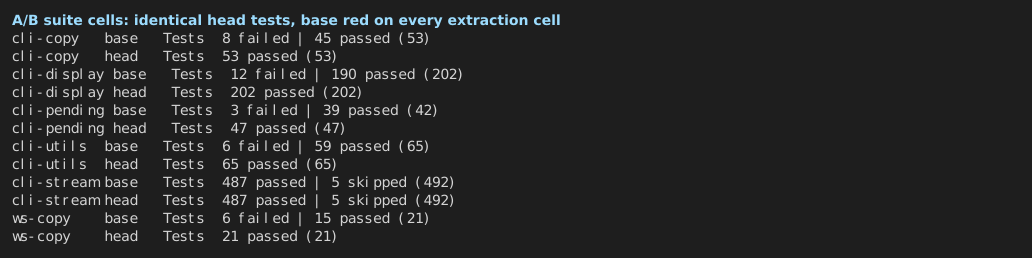 A/B suite cells: identical head tests, base red on every extraction cell
cli-copy base Tests 8 failed | 45 passed (53)
cli-copy head Tests 53 passed (53)
cli-display base Tests 12 failed | 190 passed (202)
cli-display head Tests 202 passed (202)
cli-pending base Tests 3 failed | 39 passed (42)
cli-pending head Tests 47 passed (47)
cli-utils base Tests 6 failed | 59 passed (65)
cli-utils head Tests 65 passed (65)
cli-stream base Tests 487 passed | 5 skipped (492)
cli-stream head Tests 487 passed | 5 skipped (492)
ws-copy base Tests 6 failed | 15 passed (21)
ws-copy head Tests 21 passed (21)